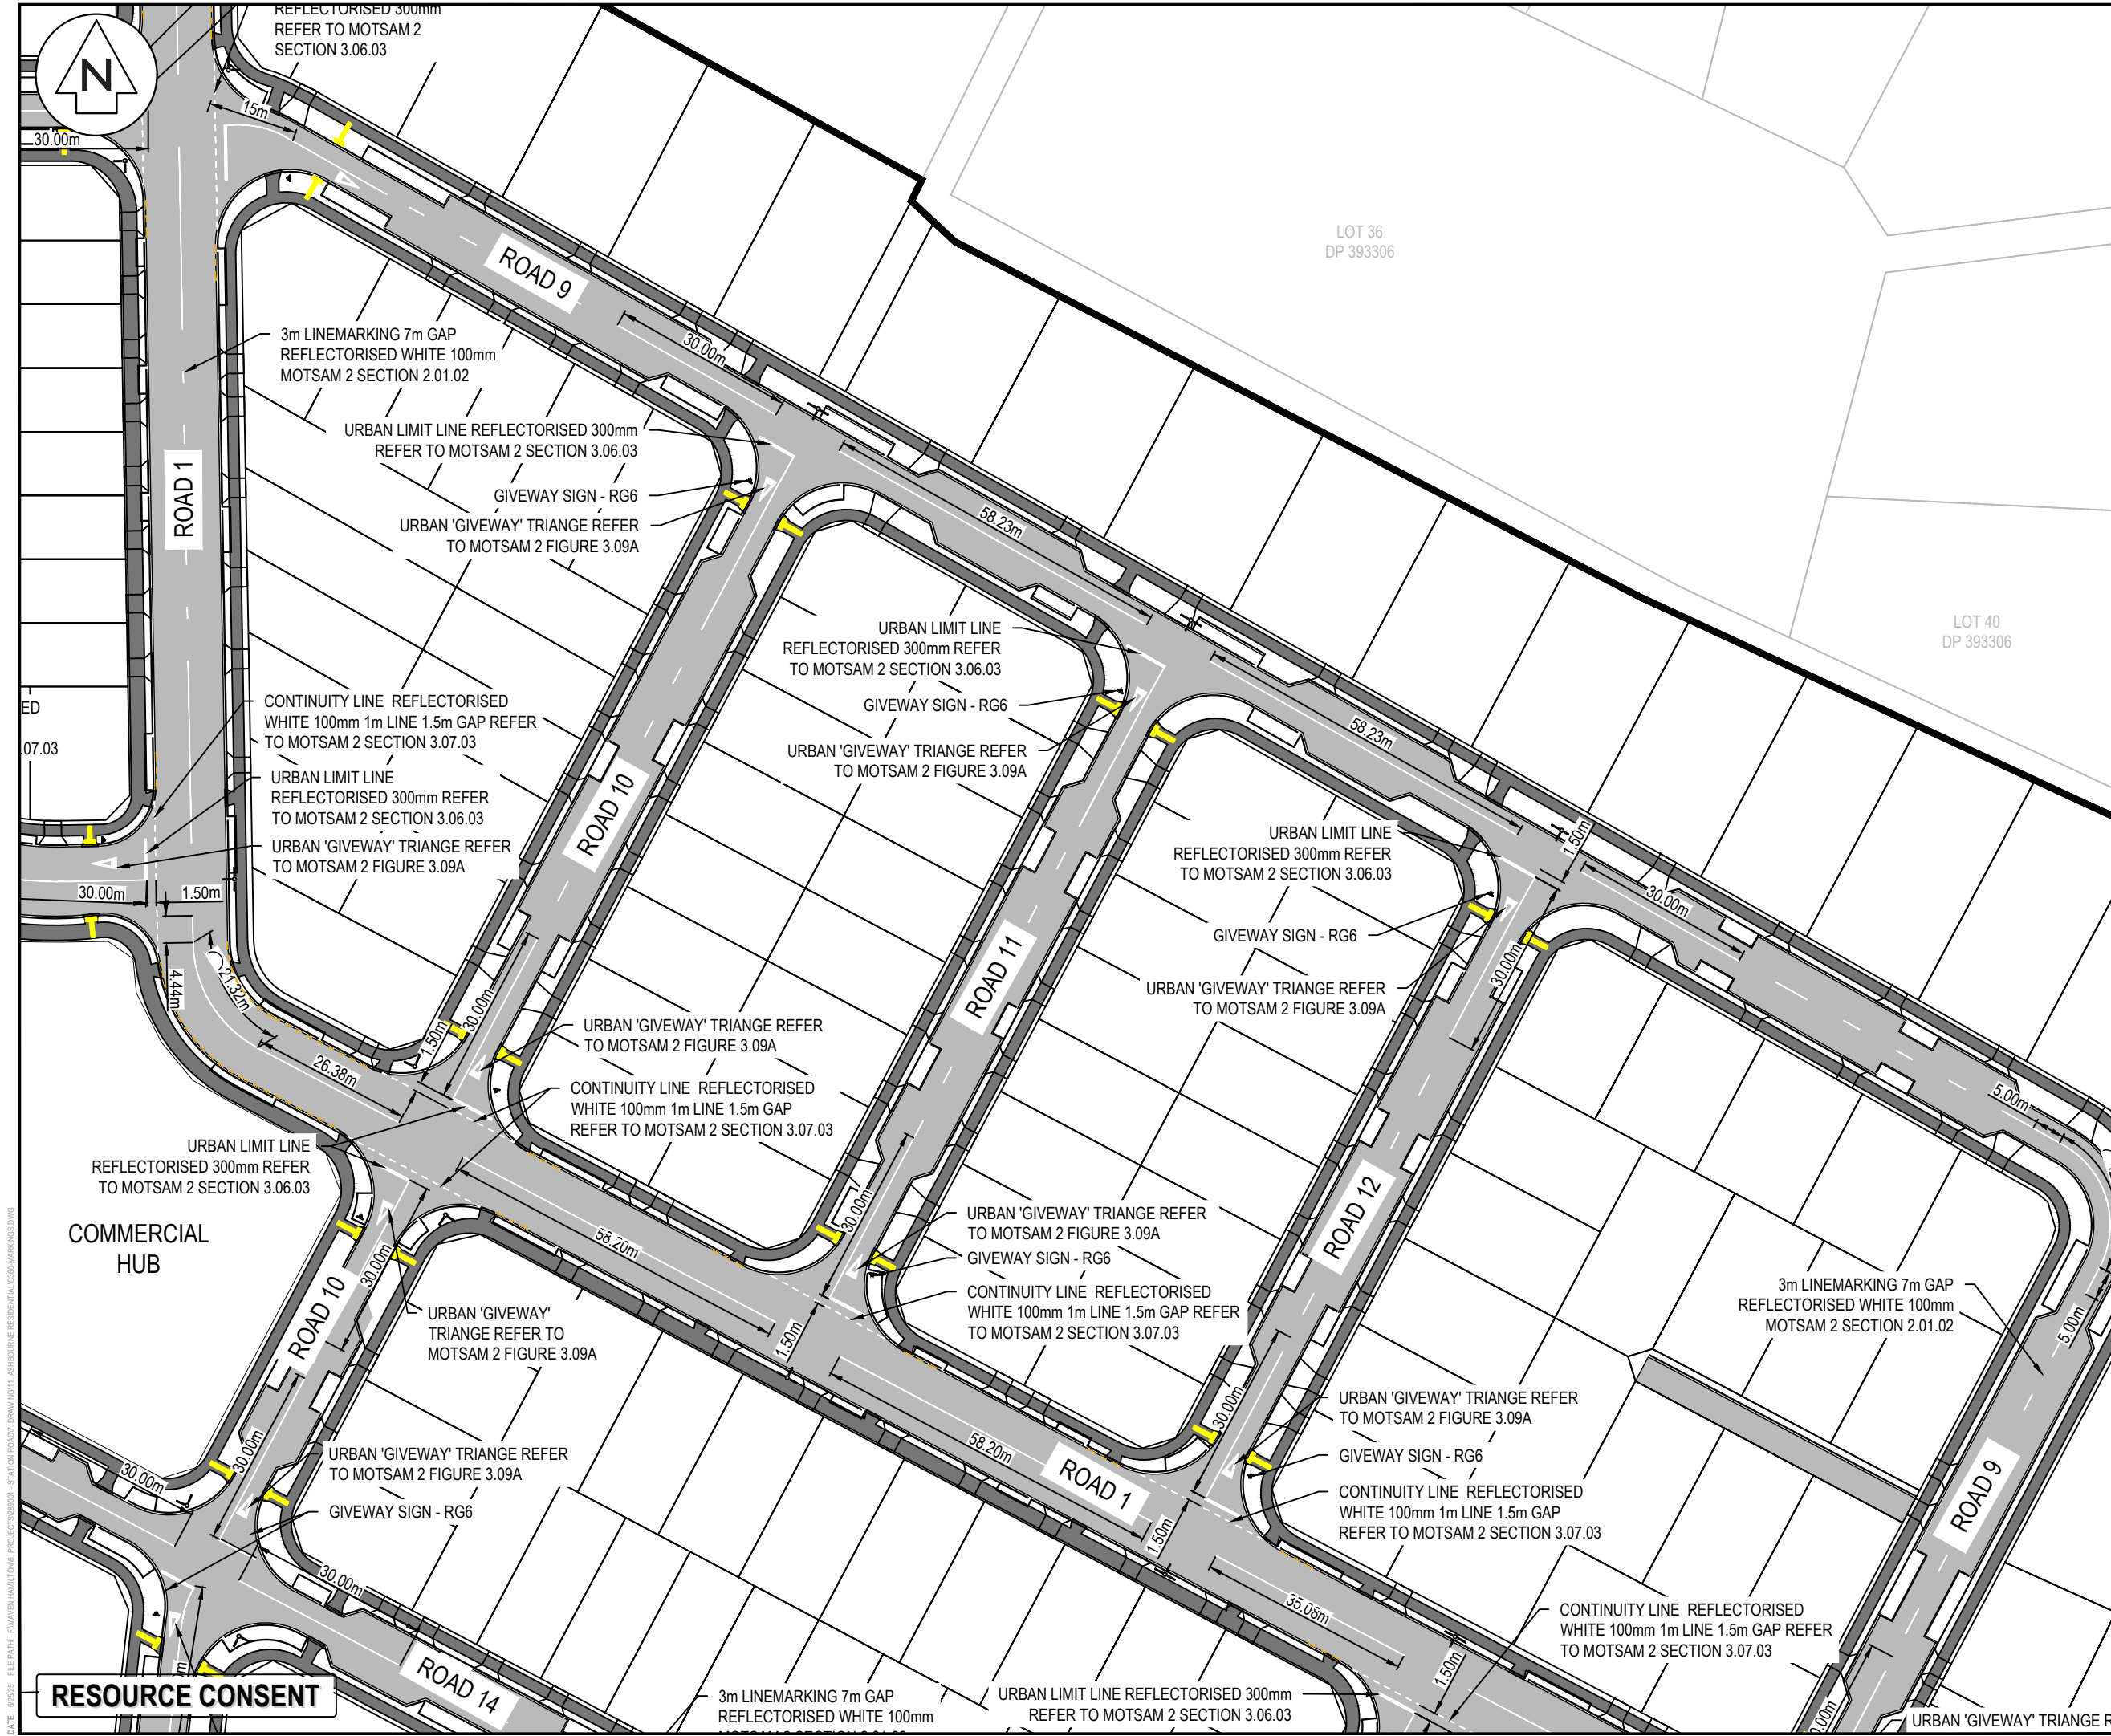 REFLECTORISED 300mm
REFER TO MOTSAM 2
SECTION 3.06.03
N
15m
30.00m
ROAD 9
LOT 36
DP 393306
30.00m
3m LINEMARKING 7m GAP
REFLECTORISED WHITE 100mm
MOTSAM 2 SECTION 2.01.02
URBAN LIMIT LINE REFLECTORISED 300mm
REFER TO MOTSAM 2 SECTION 3.06.03
GIVEWAY SIGN - RG6
URBAN 'GIVEWAY' TRIANGE REFER
TO MOTSAM 2 FIGURE 3.09A
ROAD 1
58.23m
URBAN LIMIT LINE
REFLECTORISED 300mm REFER
TO MOTSAM 2 SECTION 3.06.03
GIVEWAY SIGN - RG6
URBAN 'GIVEWAY' TRIANGE REFER
TO MOTSAM 2 FIGURE 3.09A
LOT 40
DP 393306
58.23m
ED
.07.03
CONTINUITY LINE REFLECTORISED
WHITE 100mm 1m LINE 1.5m GAP REFER
TO MOTSAM 2 SECTION 3.07.03
URBAN LIMIT LINE
REFLECTORISED 300mm REFER
TO MOTSAM 2 SECTION 3.06.03
URBAN 'GIVEWAY' TRIANGE REFER
TO MOTSAM 2 FIGURE 3.09A
30.00m
1.50m
ROAD 10
URBAN LIMIT LINE
REFLECTORISED 300mm REFER
TO MOTSAM 2 SECTION 3.06.03
GIVEWAY SIGN - RG6
URBAN 'GIVEWAY' TRIANGE REFER
TO MOTSAM 2 FIGURE 3.09A
1.50m
30.00m
30.00m
ROAD 11
4.44m
21.32m
26.38m
1.50m
30.00m
URBAN 'GIVEWAY' TRIANGE REFER
TO MOTSAM 2 FIGURE 3.09A
CONTINUITY LINE REFLECTORISED
WHITE 100mm 1m LINE 1.5m GAP
REFER TO MOTSAM 2 SECTION 3.07.03
5.00m
URBAN LIMIT LINE
REFLECTORISED 300mm REFER
TO MOTSAM 2 SECTION 3.06.03
COMMERCIAL
HUB
58.20m
30.00m
30.00m
ROAD 12
URBAN 'GIVEWAY' TRIANGE REFER
TO MOTSAM 2 FIGURE 3.09A
GIVEWAY SIGN - RG6
CONTINUITY LINE REFLECTORISED
WHITE 100mm 1m LINE 1.5m GAP REFER
TO MOTSAM 2 SECTION 3.07.03
3m LINEMARKING 7m GAP
REFLECTORISED WHITE 100mm
MOTSAM 2 SECTION 2.01.02
5.00m
ROAD 10
URBAN 'GIVEWAY'
TRIANGE REFER TO
MOTSAM 2 FIGURE 3.09A
1.50m
58.20m
ROAD 1
30.00m
URBAN 'GIVEWAY' TRIANGE REFER
TO MOTSAM 2 FIGURE 3.09A
GIVEWAY SIGN - RG6
CONTINUITY LINE REFLECTORISED
WHITE 100mm 1m LINE 1.5m GAP
REFER TO MOTSAM 2 SECTION 3.07.03
30.00m
30.00m
URBAN 'GIVEWAY' TRIANGE REFER
TO MOTSAM 2 FIGURE 3.09A
GIVEWAY SIGN - RG6
30.00m
1.50m
ROAD 9
35.08m
1.50m
CONTINUITY LINE REFLECTORISED
WHITE 100mm 1m LINE 1.5m GAP REFER
TO MOTSAM 2 SECTION 3.07.03
ROAD 14
RESOURCE CONSENT
3m LINEMARKING 7m GAP
REFLECTORISED WHITE 100mm
URBAN LIMIT LINE REFLECTORISED 300mm
REFER TO MOTSAM 2 SECTION 3.06.03
URBAN 'GIVEWAY' TRIANGE R